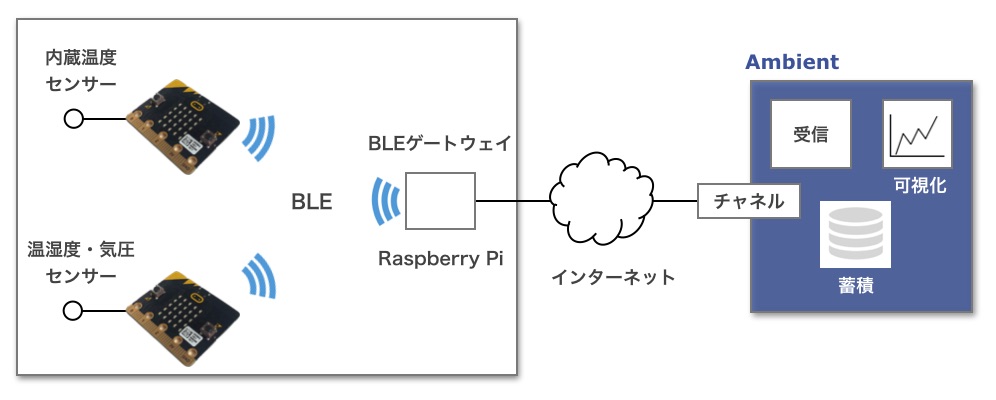 内蔵温度
センサー
温湿度・気圧
センサー
BLE
BLEゲートウェイ
Raspberry Pi
インターネット
Ambient
チャネル
受信
可視化
蓄積